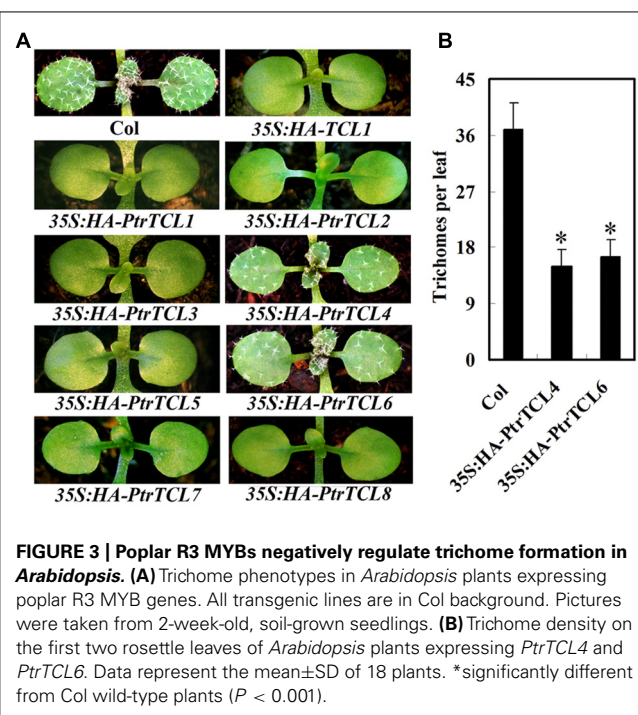 A
B
Col
35S:HA-TCL1
35S:HA-PtrTCL1
35S:HA-PtrTCL2
35S:HA-PtrTCL3
35S:HA-PtrTCL4
35S:HA-PtrTCL5
35S:HA-PtrTCL6
35S:HA-PtrTCL7
35S:HA-PtrTCL8
Trichomes per leaf
45
36
27
18
9
0
* *
Col
35S:HA-PtrTCL4
35S:HA-PtrTCL6
FIGURE 3 | Poplar R3 MYBs negatively regulate trichome formation in
Arabidopsis. (A) Trichome phenotypes in Arabidopsis plants expressing
poplar R3 MYB genes. All transgenic lines are in Col background. Pictures
were taken from 2-week-old, soil-grown seedlings. (B) Trichome density on
the first two rosettle leaves of Arabidopsis plants expressing PtrTCL4 and
PtrTCL6. Data represent the mean±SD of 18 plants. *significantly different
from Col wild-type plants (P < 0.001).